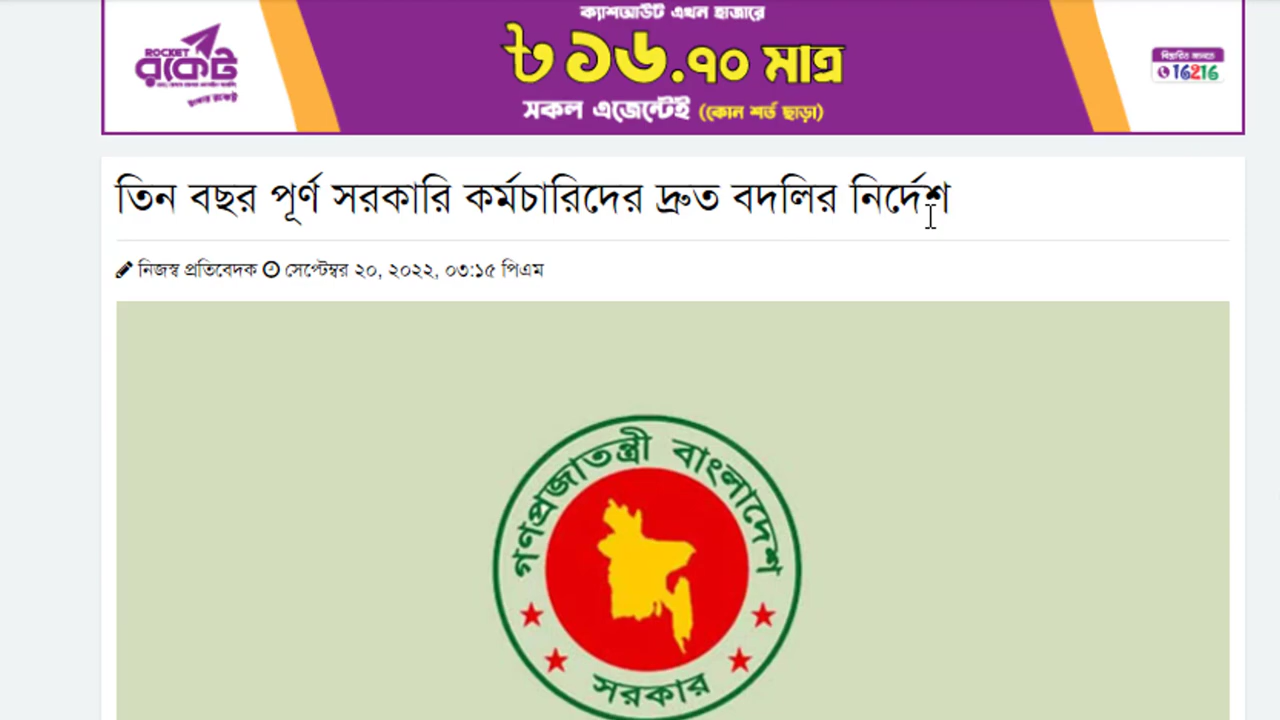 ক্যাশআউট এখন হাজারে
৳ ১৬.৭০ মাত্র
সকল এজেন্টেই (কোন শর্ত ছাড়া)
ROCKET
রকেট
বিস্তারিত জানতে
16216
তিন বছর পূর্ণ সরকারি কর্মচারিদের দ্রুত বদলির নির্দেশ
নিজস্ব প্রতিবেদক সেপ্টেম্বর ২০, ২০২২, ০৩:১৫ পিএম
গণপ্রজাতন্ত্রী বাংলাদেশ
সরকার